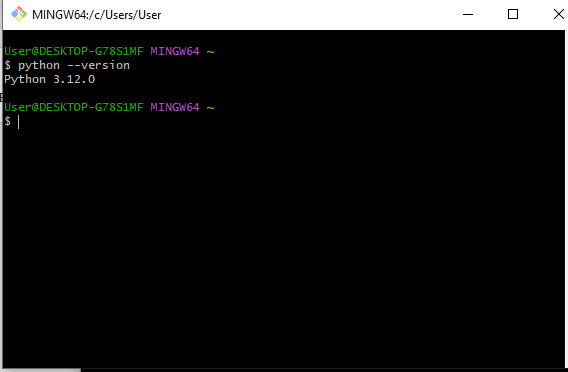 MINGW64:/c/Users/User
User@DESKTOP-G78S1MF MINGW64 ~
$ python --version
Python 3.12.0
User@DESKTOP-G78S1MF MINGW64 ~
$